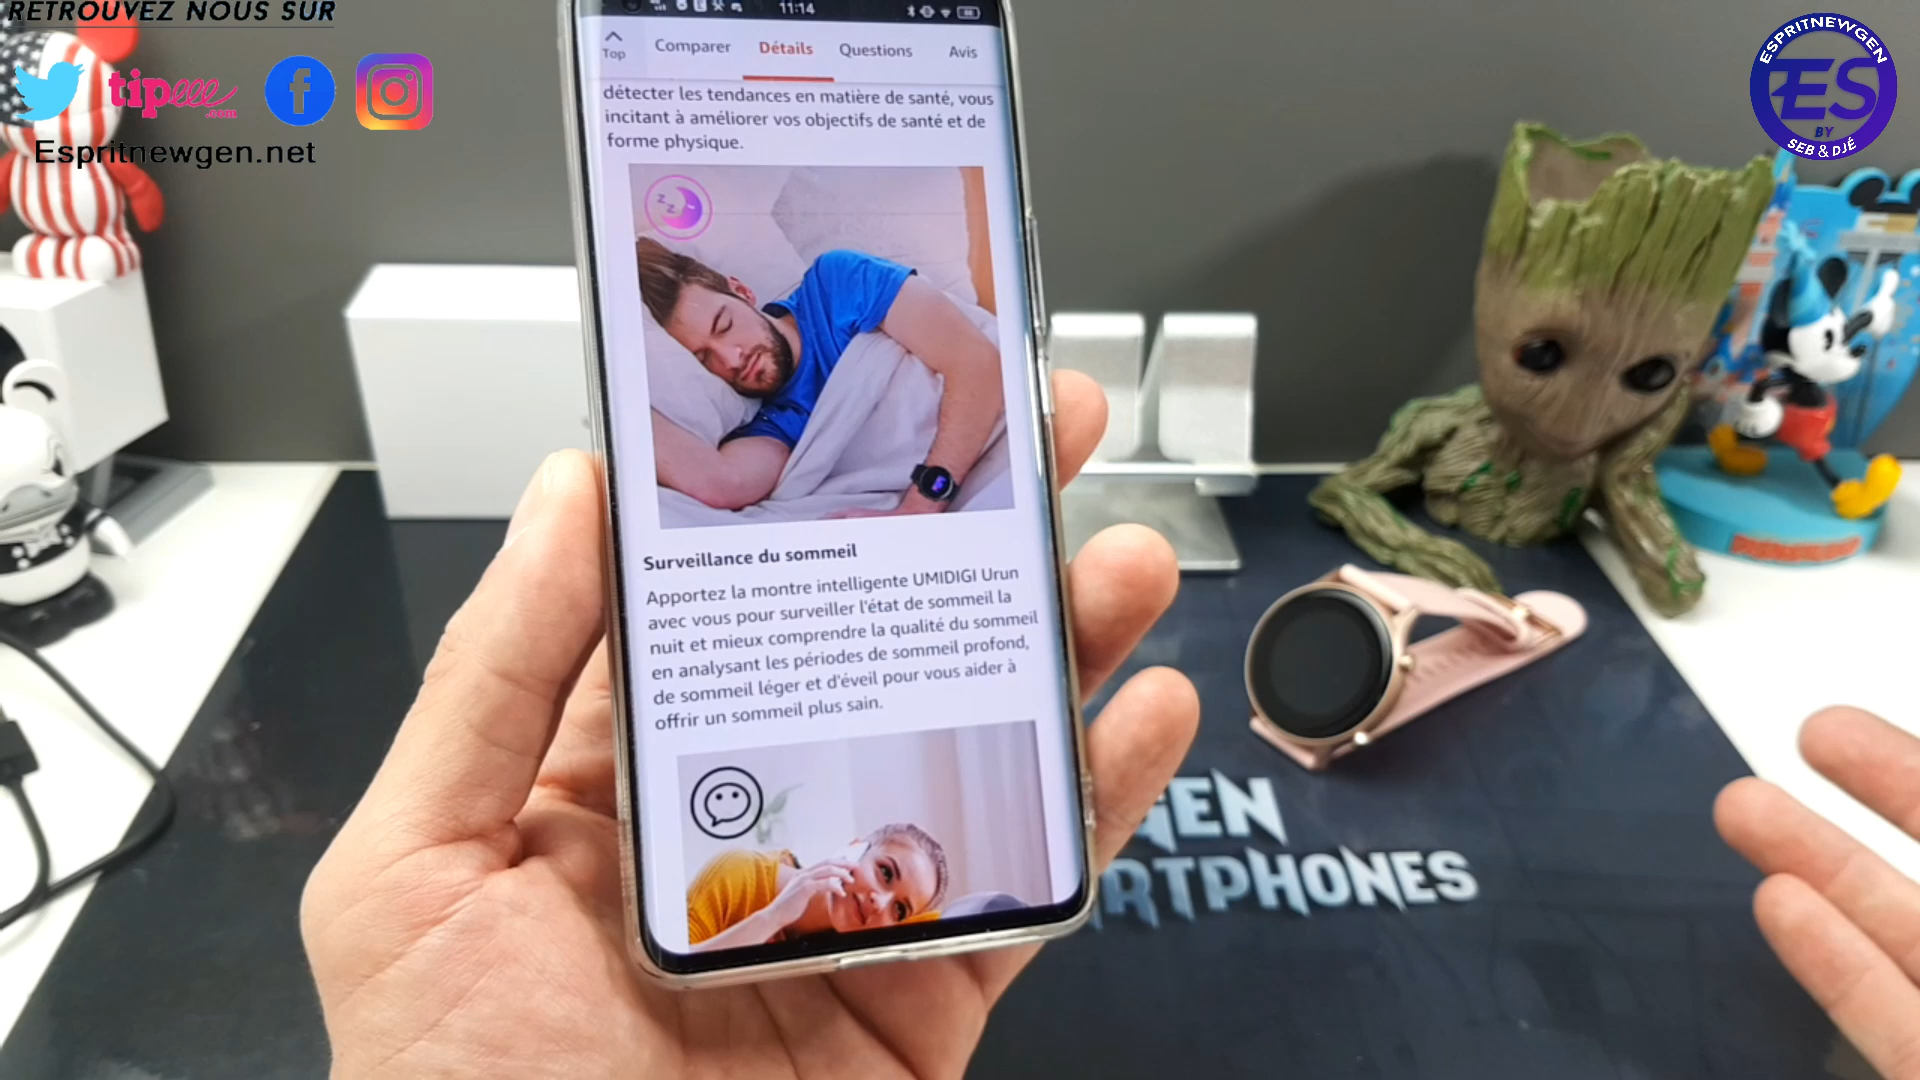 RETROUVEZ NOUS SUR
tipeee
.com
Espritnewgen.net
ESPRITNEWGEN
ES
BY
SEB & DJÉ
11:14
Top
Comparer
Détails
Questions
Avis
détecter les tendances en matière de santé, vous
incitant à améliorer vos objectifs de santé et de
forme physique.
Surveillance du sommeil
Apportez la montre intelligente UMIDIGI Urun
avec vous pour surveiller l'état de sommeil la
nuit et mieux comprendre la qualité du sommeil
en analysant les périodes de sommeil profond,
de sommeil léger et d'éveil pour vous aider à
offrir un sommeil plus sain.
GEN
RTPHONES